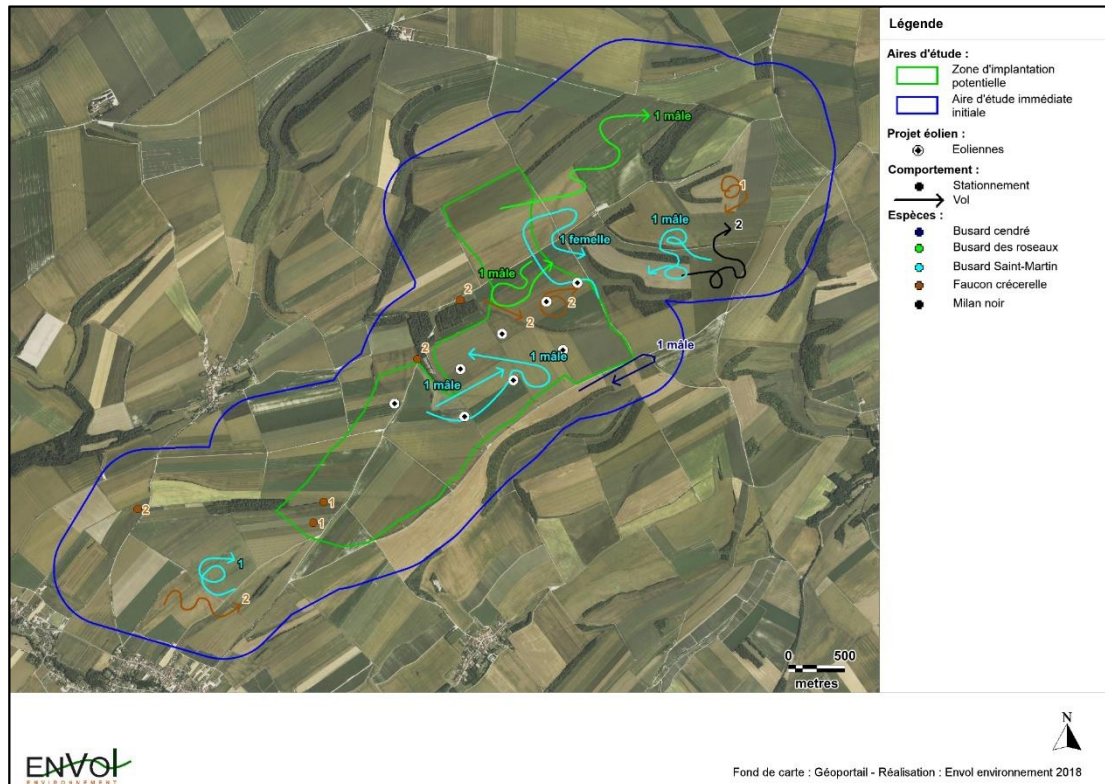 Légende
Aires d'étude :
Zone d'implantation
potentielle
Aire d'étude immédiate
initiale
Projet éolien :
Eoliennes
Comportement :
Stationnement
Vol
Espèces :
Busard cendré
Busard des roseaux
Busard Saint-Martin
Faucon crécerelle
Milan noir
1 mâle
1
1 mâle
2
1 femelle
1 mâle
2
2
2
1 mâle
2
1 mâle
1 mâle
2
1
1
1
2
0 500
metres
N
ENVOl
ENVIRONNEMENT
Fond de carte : Géoportail - Réalisation : Envol environnement 2018